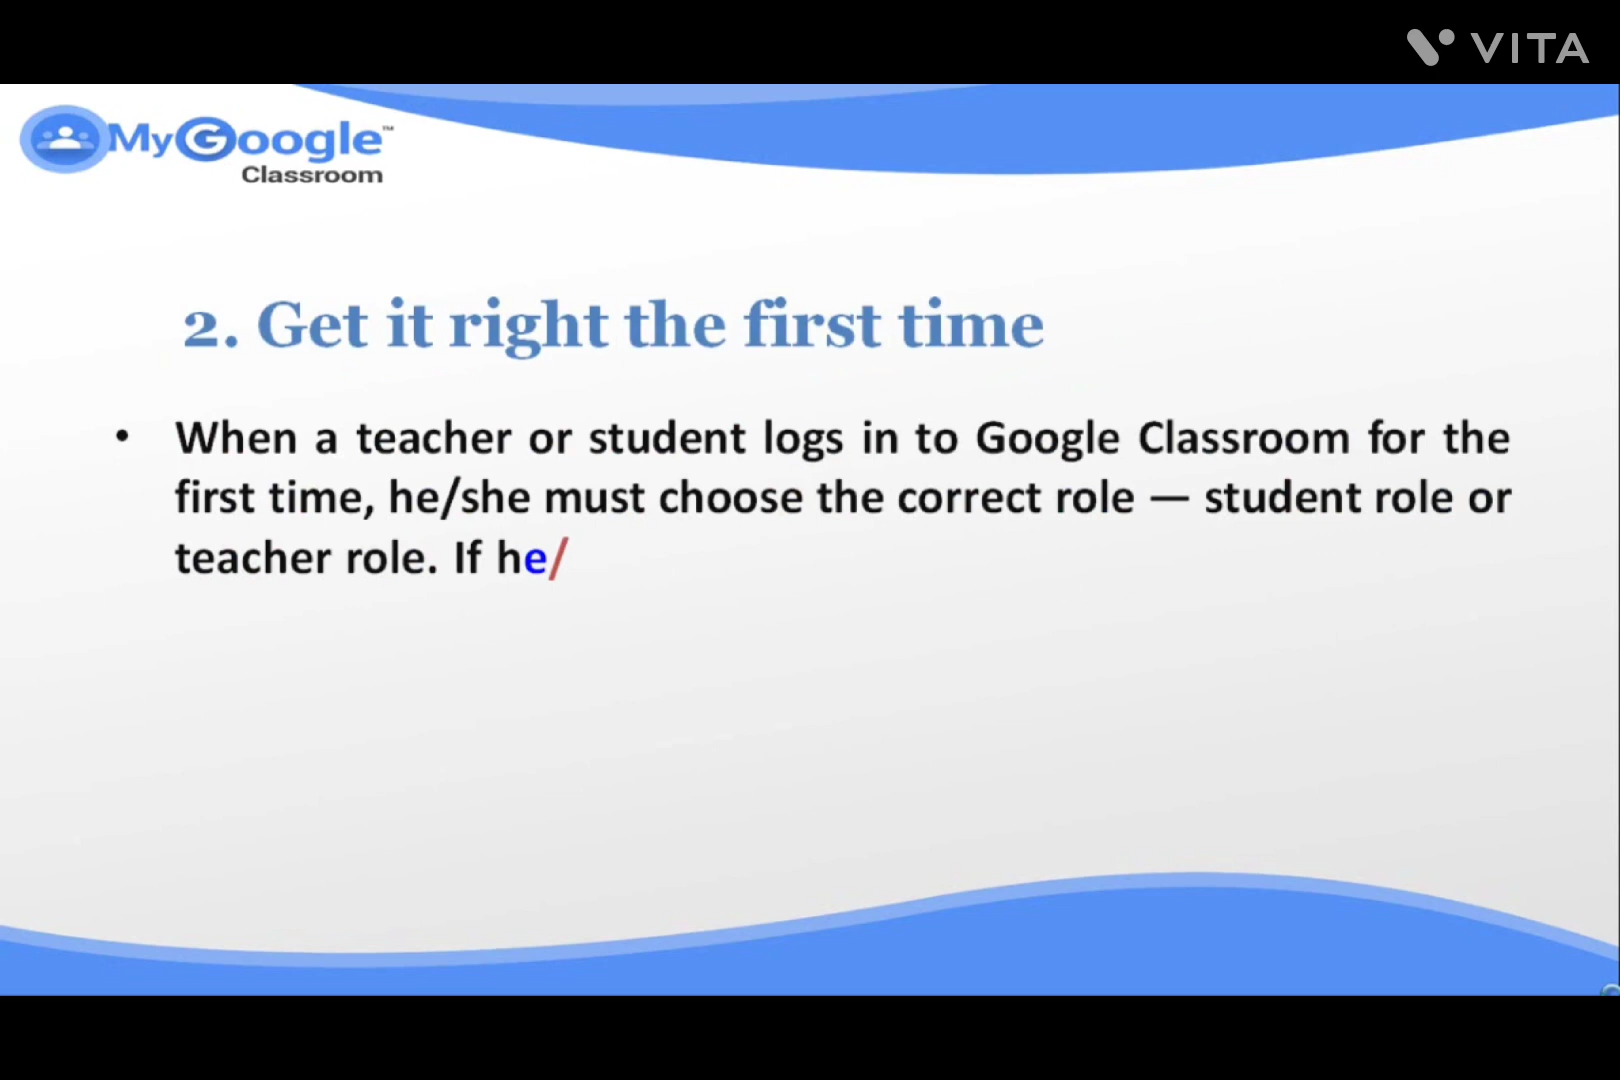 VITA
MyGoogle™
Classroom
2. Get it right the first time
• When a teacher or student logs in to Google Classroom for the
first time, he/she must choose the correct role — student role or
teacher role. If he/